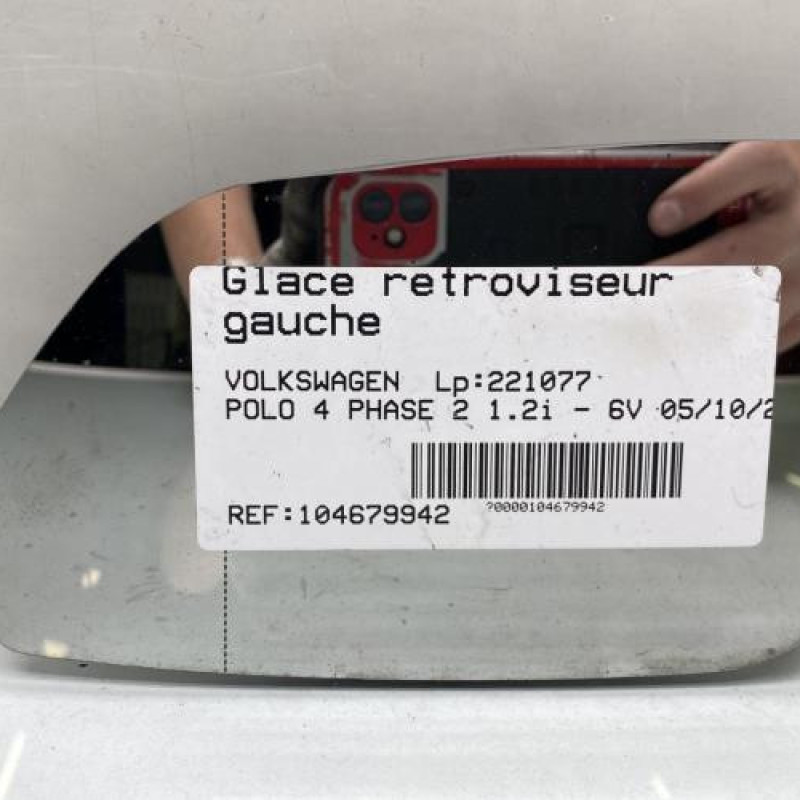 Glace retroviseur
gauche
VOLKSWAGEN Lp:221077
POLO 4 PHASE 2 1.2i - 6V 05/10/2
REF:104679942
?0000104679942